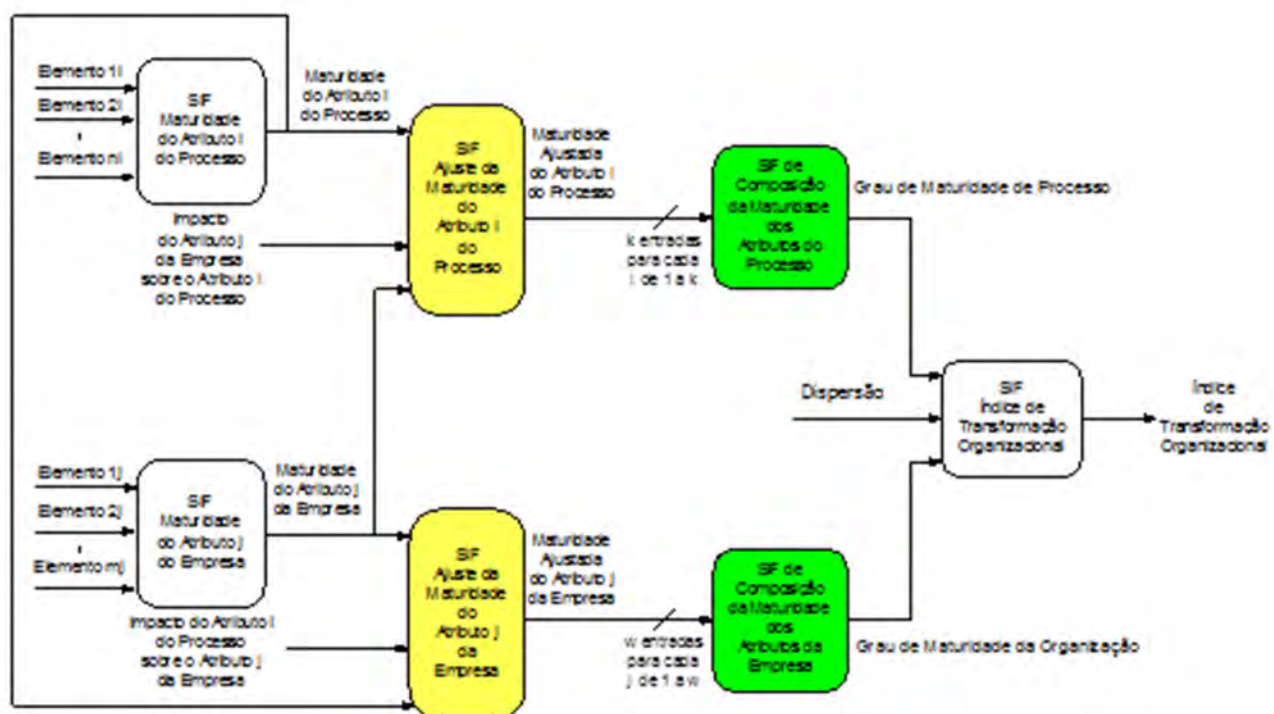 Elemento 1i
Elemento 2i
Elemento ni
SIF
Maturidade
do Atributo i
do Processo
Maturidade
do Atributo i
do Processo
Impacto
do Atributo j
da Empresa
sobre o Atributo i
do Processo
SIF
Ajuste da
Maturidade
do
Atributo i
do
Processo
Maturidade
Ajustada
do Atributo i
do Processo
k entradas
para cada
i de 1 a k
SIF de
Composição
da Maturidade
dos
Atributos do
Processo
Grau de Maturidade de Processo
Dispersão
SIF
Índice de
Transformação
Organizacional
Índice
de
Transformação
Organizacional
Elemento 1j
Elemento 2j
Elemento mj
SIF
Maturidade
do Atributo j
do Empresa
Maturidade
do Atributo j
da Empresa
Impacto do Atributo i
do Processo
sobre o Atributo j
da Empresa
SIF
Ajuste da
Maturidade
do
Atributo j
da
Empresa
Maturidade
Ajustada
do Atributo j
da Empresa
w entradas
para cada
j de 1 a w
SIF de
Composição
da Maturidade
dos
Atributos da
Empresa
Grau de Maturidade da Organização